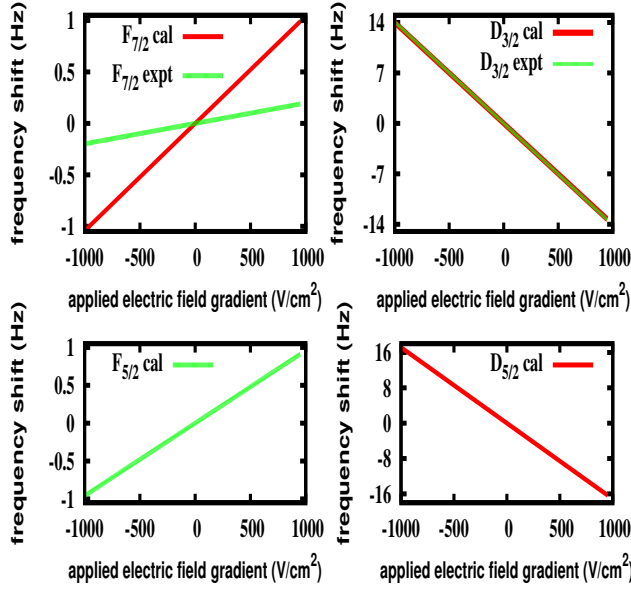 frequency shift (Hz)
1
0.5
0
-0.5
-1
F7/2 cal
F7/2 expt
-1000 -500 0 500 1000
applied electric field gradient (V/cm2)
frequency shift (Hz)
14
7
0
-7
-14
D3/2 cal
D3/2 expt
-1000 -500 0 500 1000
applied electric field gradient (V/cm2)
frequency shift (Hz)
1
0.5
0
-0.5
-1
F5/2 cal
-1000 -500 0 500 1000
applied electric field gradient (V/cm2)
frequency shift (Hz)
16
8
0
-8
-16
D5/2 cal
-1000 -500 0 500 1000
applied electric field gradient (V/cm2)